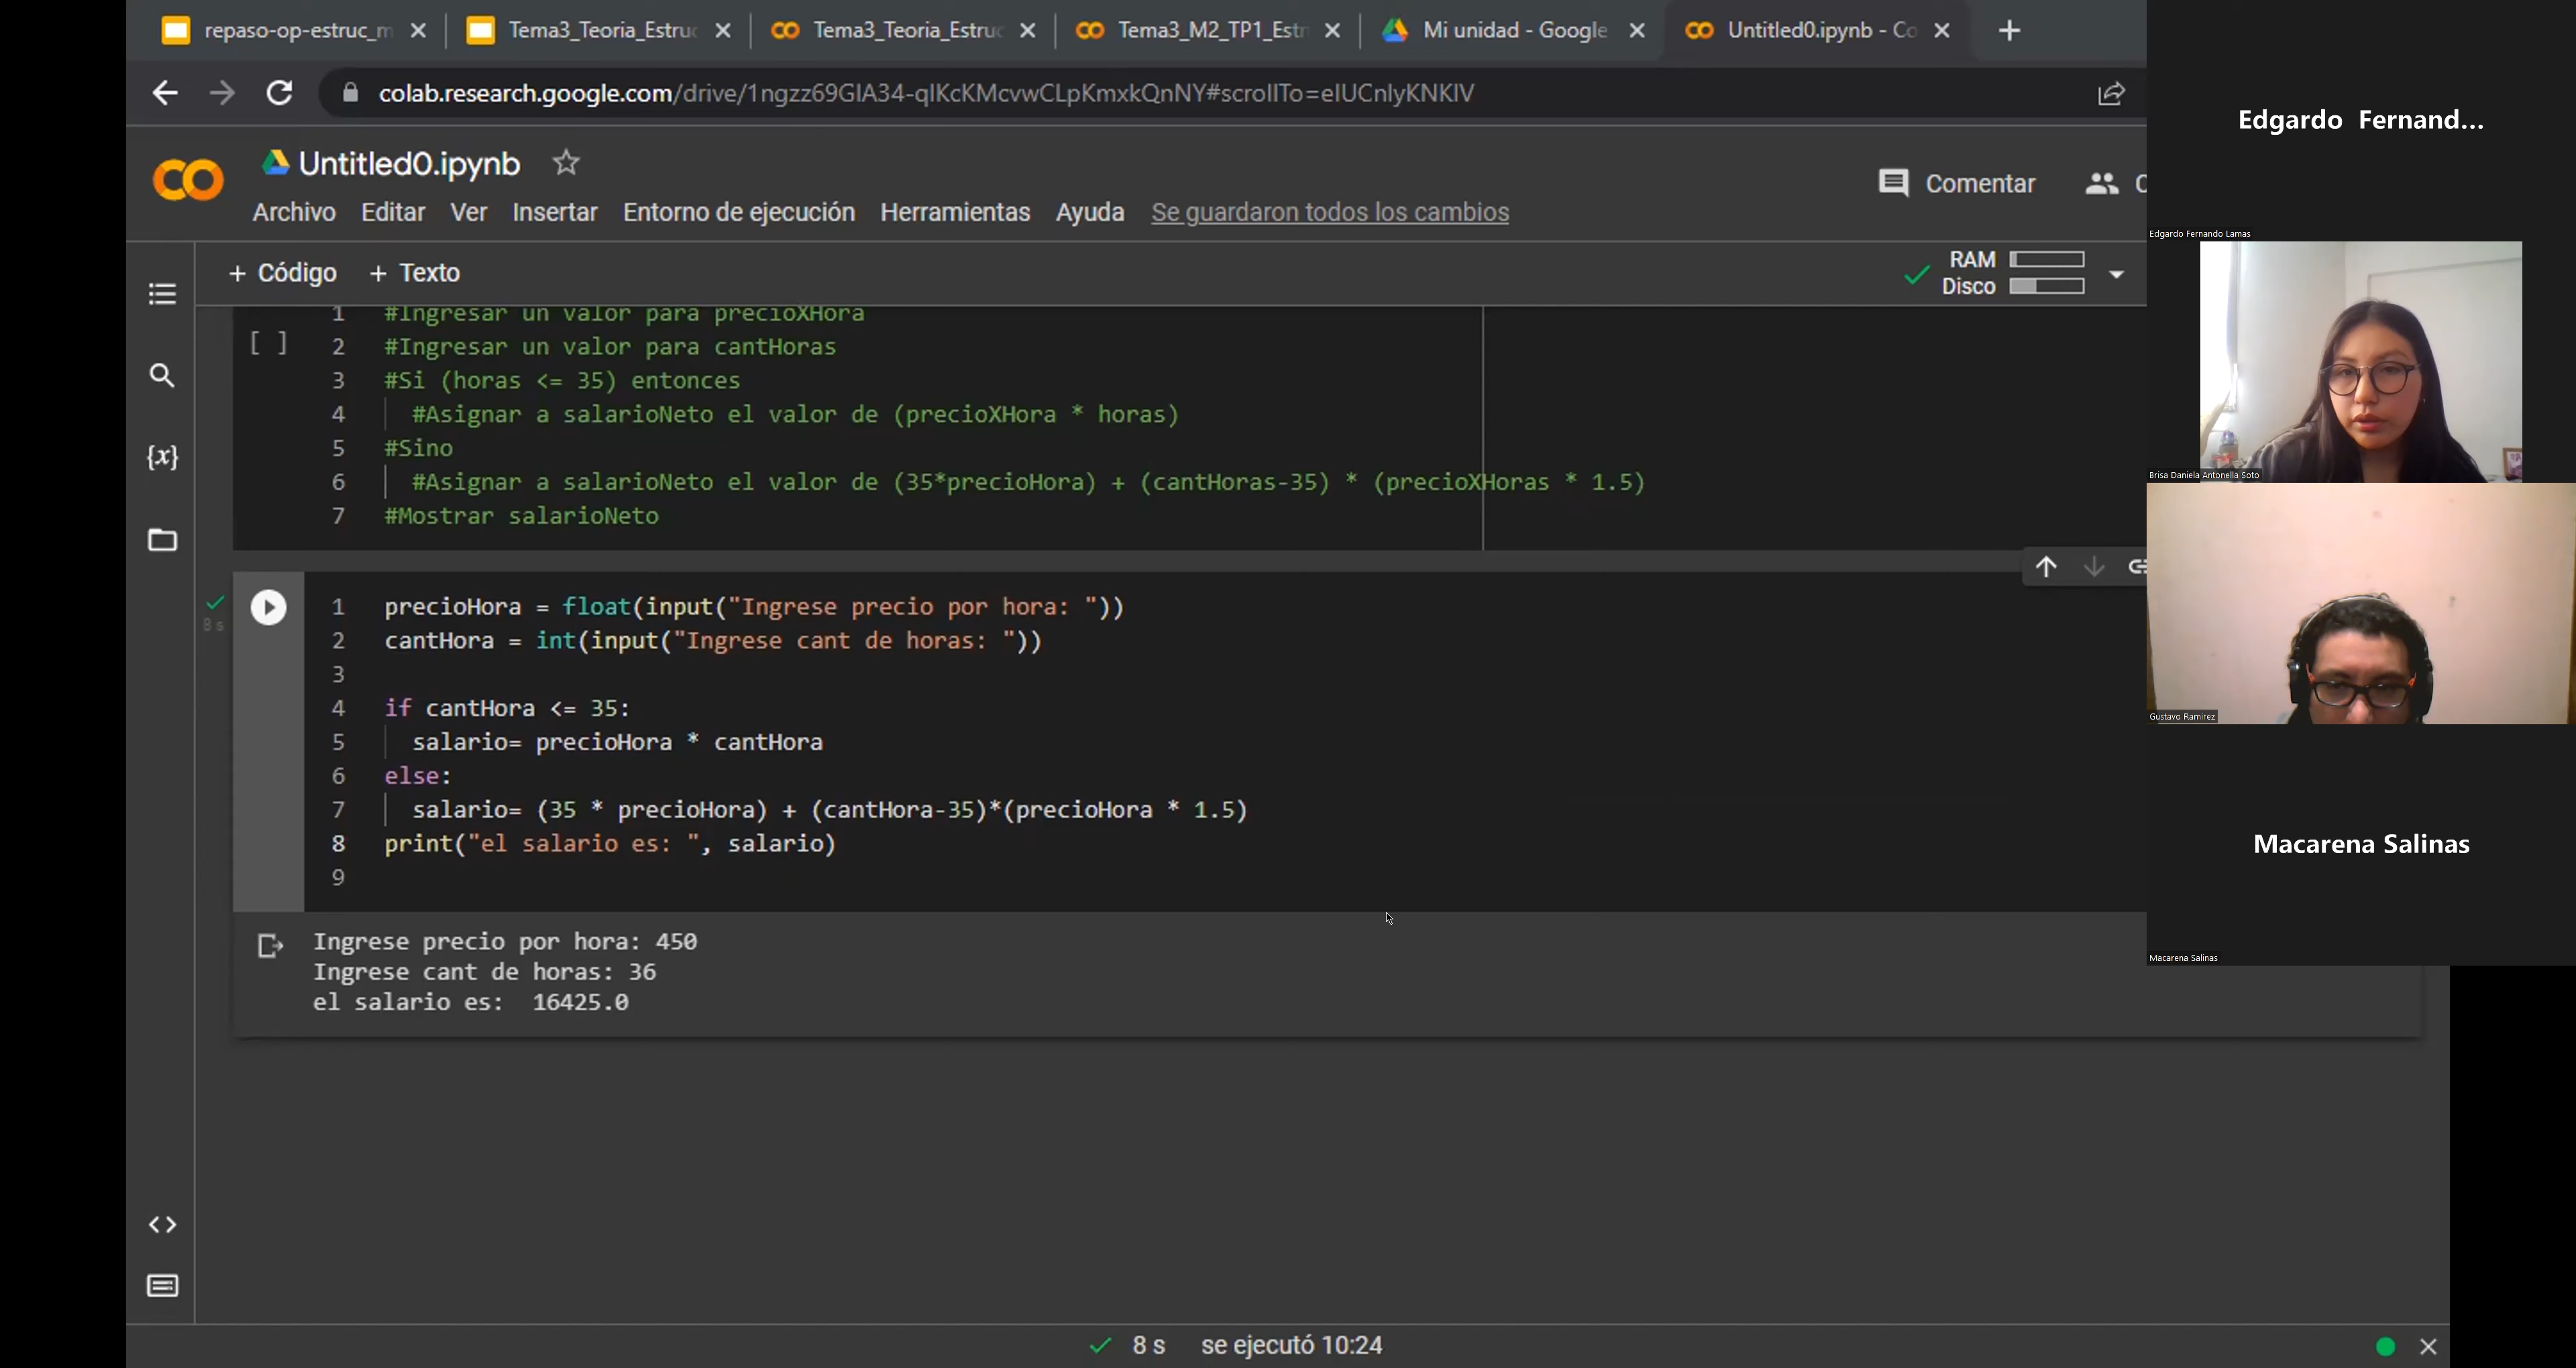 repaso-op-estruc_m
Tema3_Teoria_Estruc
Tema3_Teoria_Estruc
Tema3_M2_TP1_Estr
Mi unidad - Google
Untitled0.ipynb - Co
colab.research.google.com/drive/1ngzz69GIA34-qIKcKMcvwCLpKmxkQnNY#scrollTo=eIUCnIyKNKlV
Untitled0.ipynb
Comentar
Archivo Editar Ver Insertar Entorno de ejecución Herramientas Ayuda Se guardaron todos los cambios
+ Código + Texto
RAM
Disco
[ ]
1 #Ingresar un valor para precioXHora
2 #Ingresar un valor para cantHoras
3 #Si (horas <= 35) entonces
4 #Asignar a salarioNeto el valor de (precioXHora * horas)
5 #Sino
6 #Asignar a salarioNeto el valor de (35*precioHora) + (cantHoras-35) * (precioXHoras * 1.5)
7 #Mostrar salarioNeto
8 s
1 precioHora = float(input("Ingrese precio por hora: "))
2 cantHora = int(input("Ingrese cant de horas: "))
3
4 if cantHora <= 35:
5 salario= precioHora * cantHora
6 else:
7 salario= (35 * precioHora) + (cantHora-35)*(precioHora * 1.5)
8 print("el salario es: ", salario)
9
Ingrese precio por hora: 450
Ingrese cant de horas: 36
el salario es:  16425.0
8 s se ejecutó 10:24
Edgardo Fernand...
Edgardo Fernando Lamas
Brisa Daniela Antonella Soto
Gustavo Ramirez
Macarena Salinas
Macarena Salinas